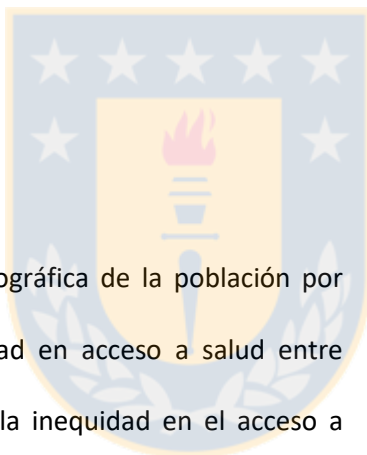 ográfica de la población por
ad en acceso a salud entre
la inequidad en el acceso a